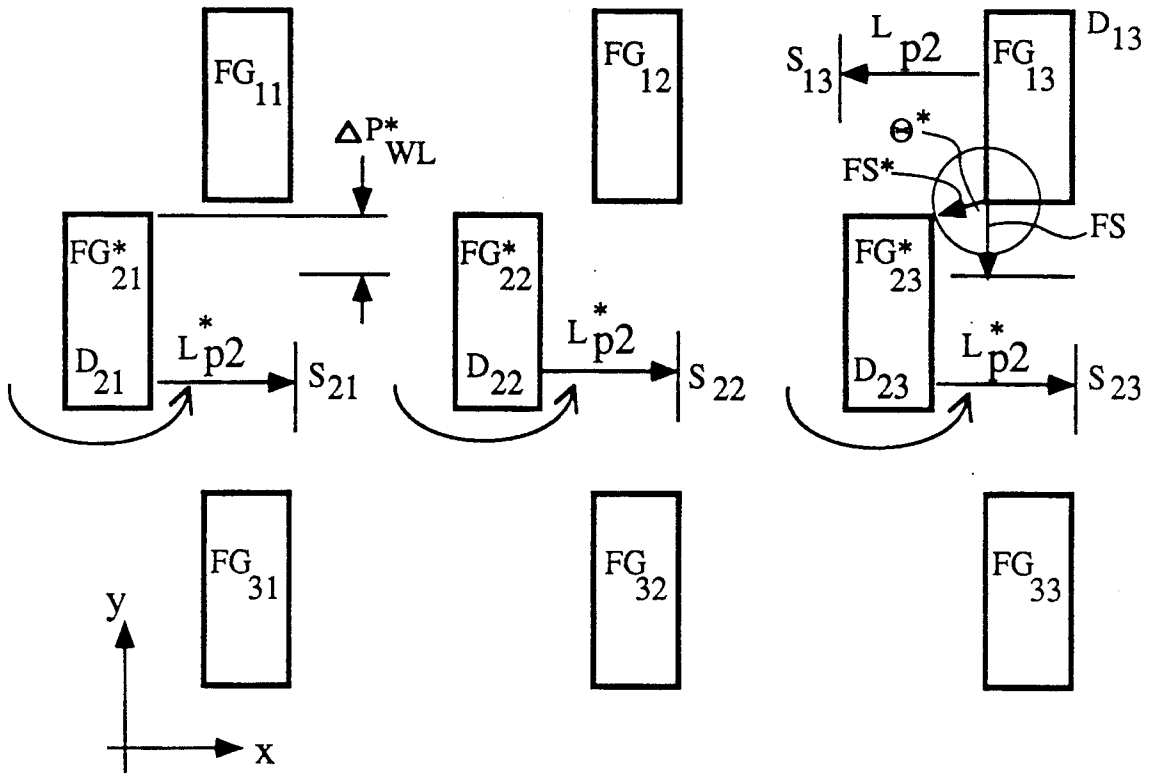 FG11
FG12
S13
Lp2
FG13
D13
ΔP*WL
Θ*
FS*
FS
FG*21
FG*22
FG*23
D21
L*p2
S21
D22
L*p2
S22
D23
L*p2
S23
FG31
FG32
FG33
y
x